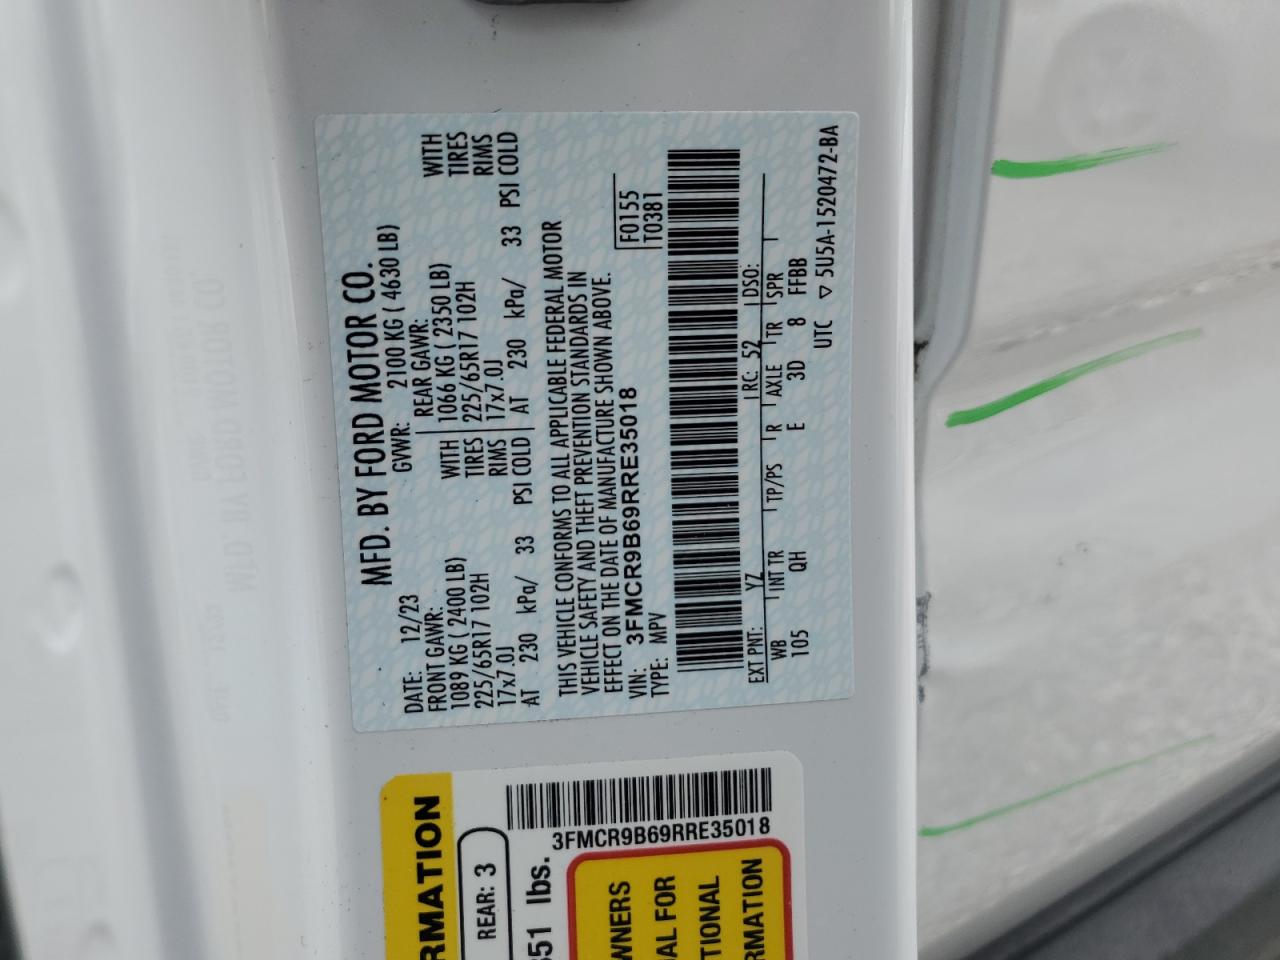 MFD. BY FORD MOTOR CO.
DATE: 12/23 GVWR: 2100 KG ( 4630 LB)
FRONT GAWR: REAR GAWR:
1089 KG ( 2400 LB) WITH 1066 KG ( 2350 LB) WITH
225/65R17 102H TIRES 225/65R17 102H TIRES
17x7.0J RIMS 17x7.0J RIMS
AT 230 kPa/ 33 PSI COLD AT 230 kPa/ 33 PSI COLD
THIS VEHICLE CONFORMS TO ALL APPLICABLE FEDERAL MOTOR
VEHICLE SAFETY AND THEFT PREVENTION STANDARDS IN
EFFECT ON THE DATE OF MANUFACTURE SHOWN ABOVE.
VIN: 3FMCR9B69RRE35018 F0155
TYPE: MPV T0381
EXT PNT: YZ RC: 52 DSO:
WB INT TR TP/PS R AXLE TR SPR
105 QH E 3D 8 FFBB
UTC ▽ 5U5A-1520472-BA
RMATION
REAR: 3
351 lbs.
3FMCR9B69RRE35018
WNERS
AL FOR
TIONAL
RMATION